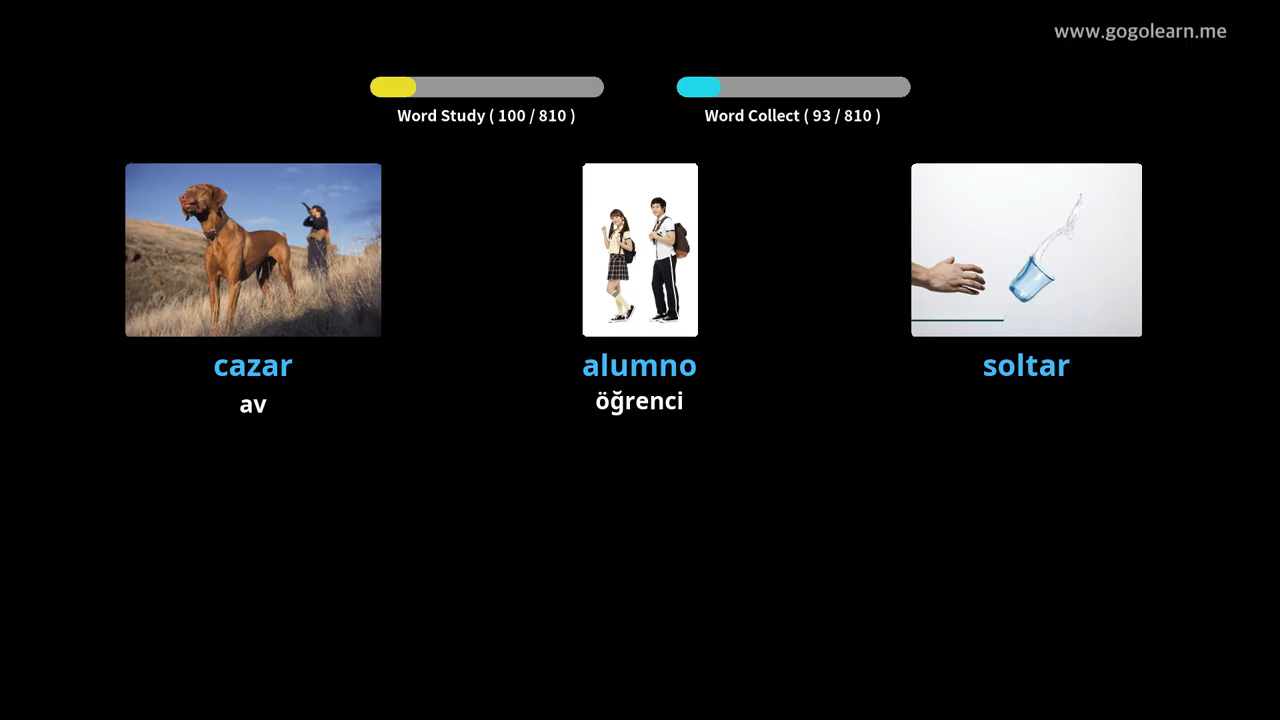 www.gogolearn.me
Word Study ( 100 / 810 )
Word Collect ( 93 / 810 )
cazar
av
alumno
öğrenci
soltar